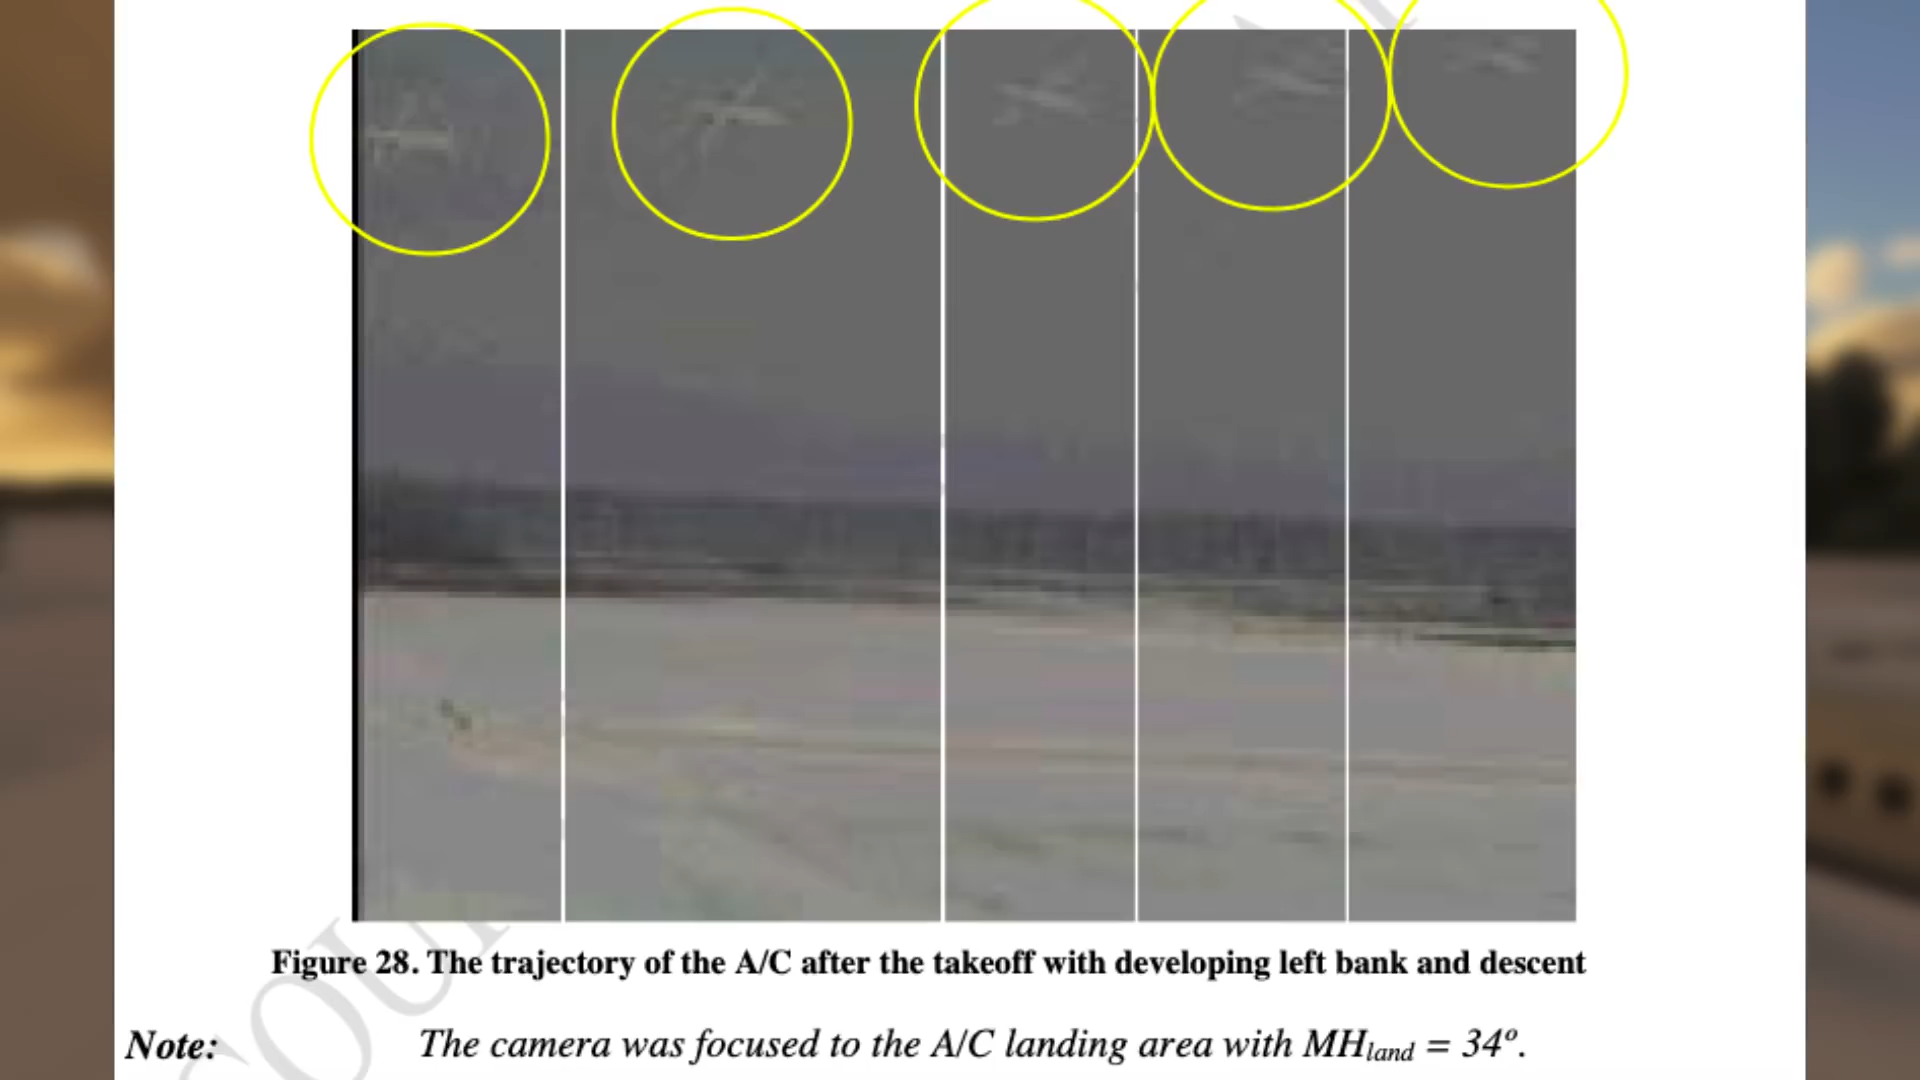 Figure 28. The trajectory of the A/C after the takeoff with developing left bank and descent
Note: The camera was focused to the A/C landing area with MHland = 34º.